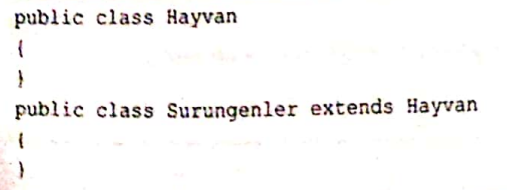 public class Hayvan
{
}
public class Surungenler extends Hayvan
{
}